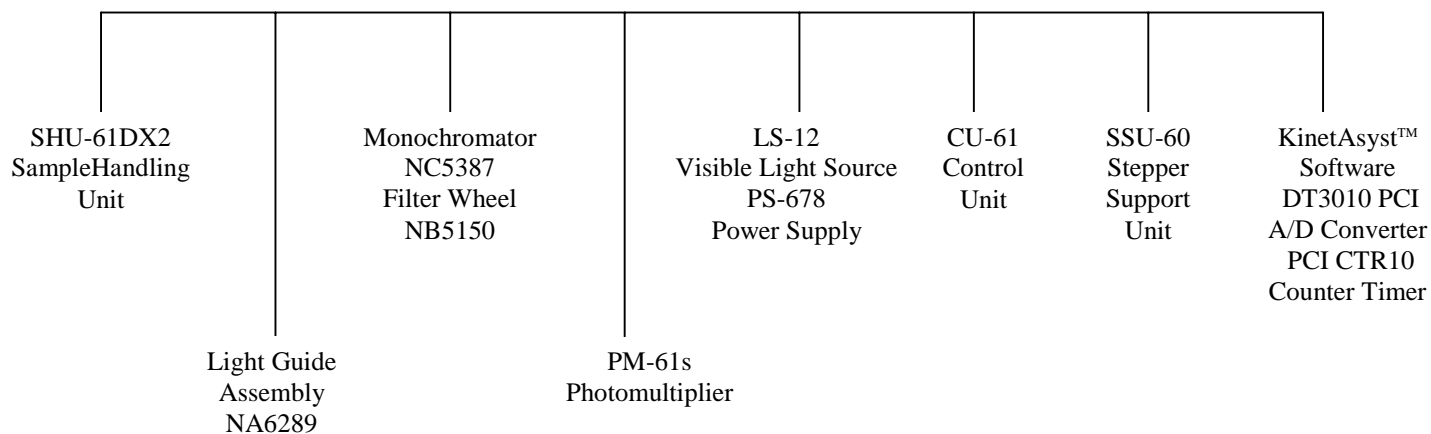 SHU-61DX2
SampleHandling
Unit
Light Guide
Assembly
NA6289
Monochromator
NC5387
Filter Wheel
NB5150
PM-61s
Photomultiplier
LS-12
Visible Light Source
PS-678
Power Supply
CU-61
Control
Unit
SSU-60
Stepper
Support
Unit
KinetAsyst™
Software
DT3010 PCI
A/D Converter
PCI CTR10
Counter Timer